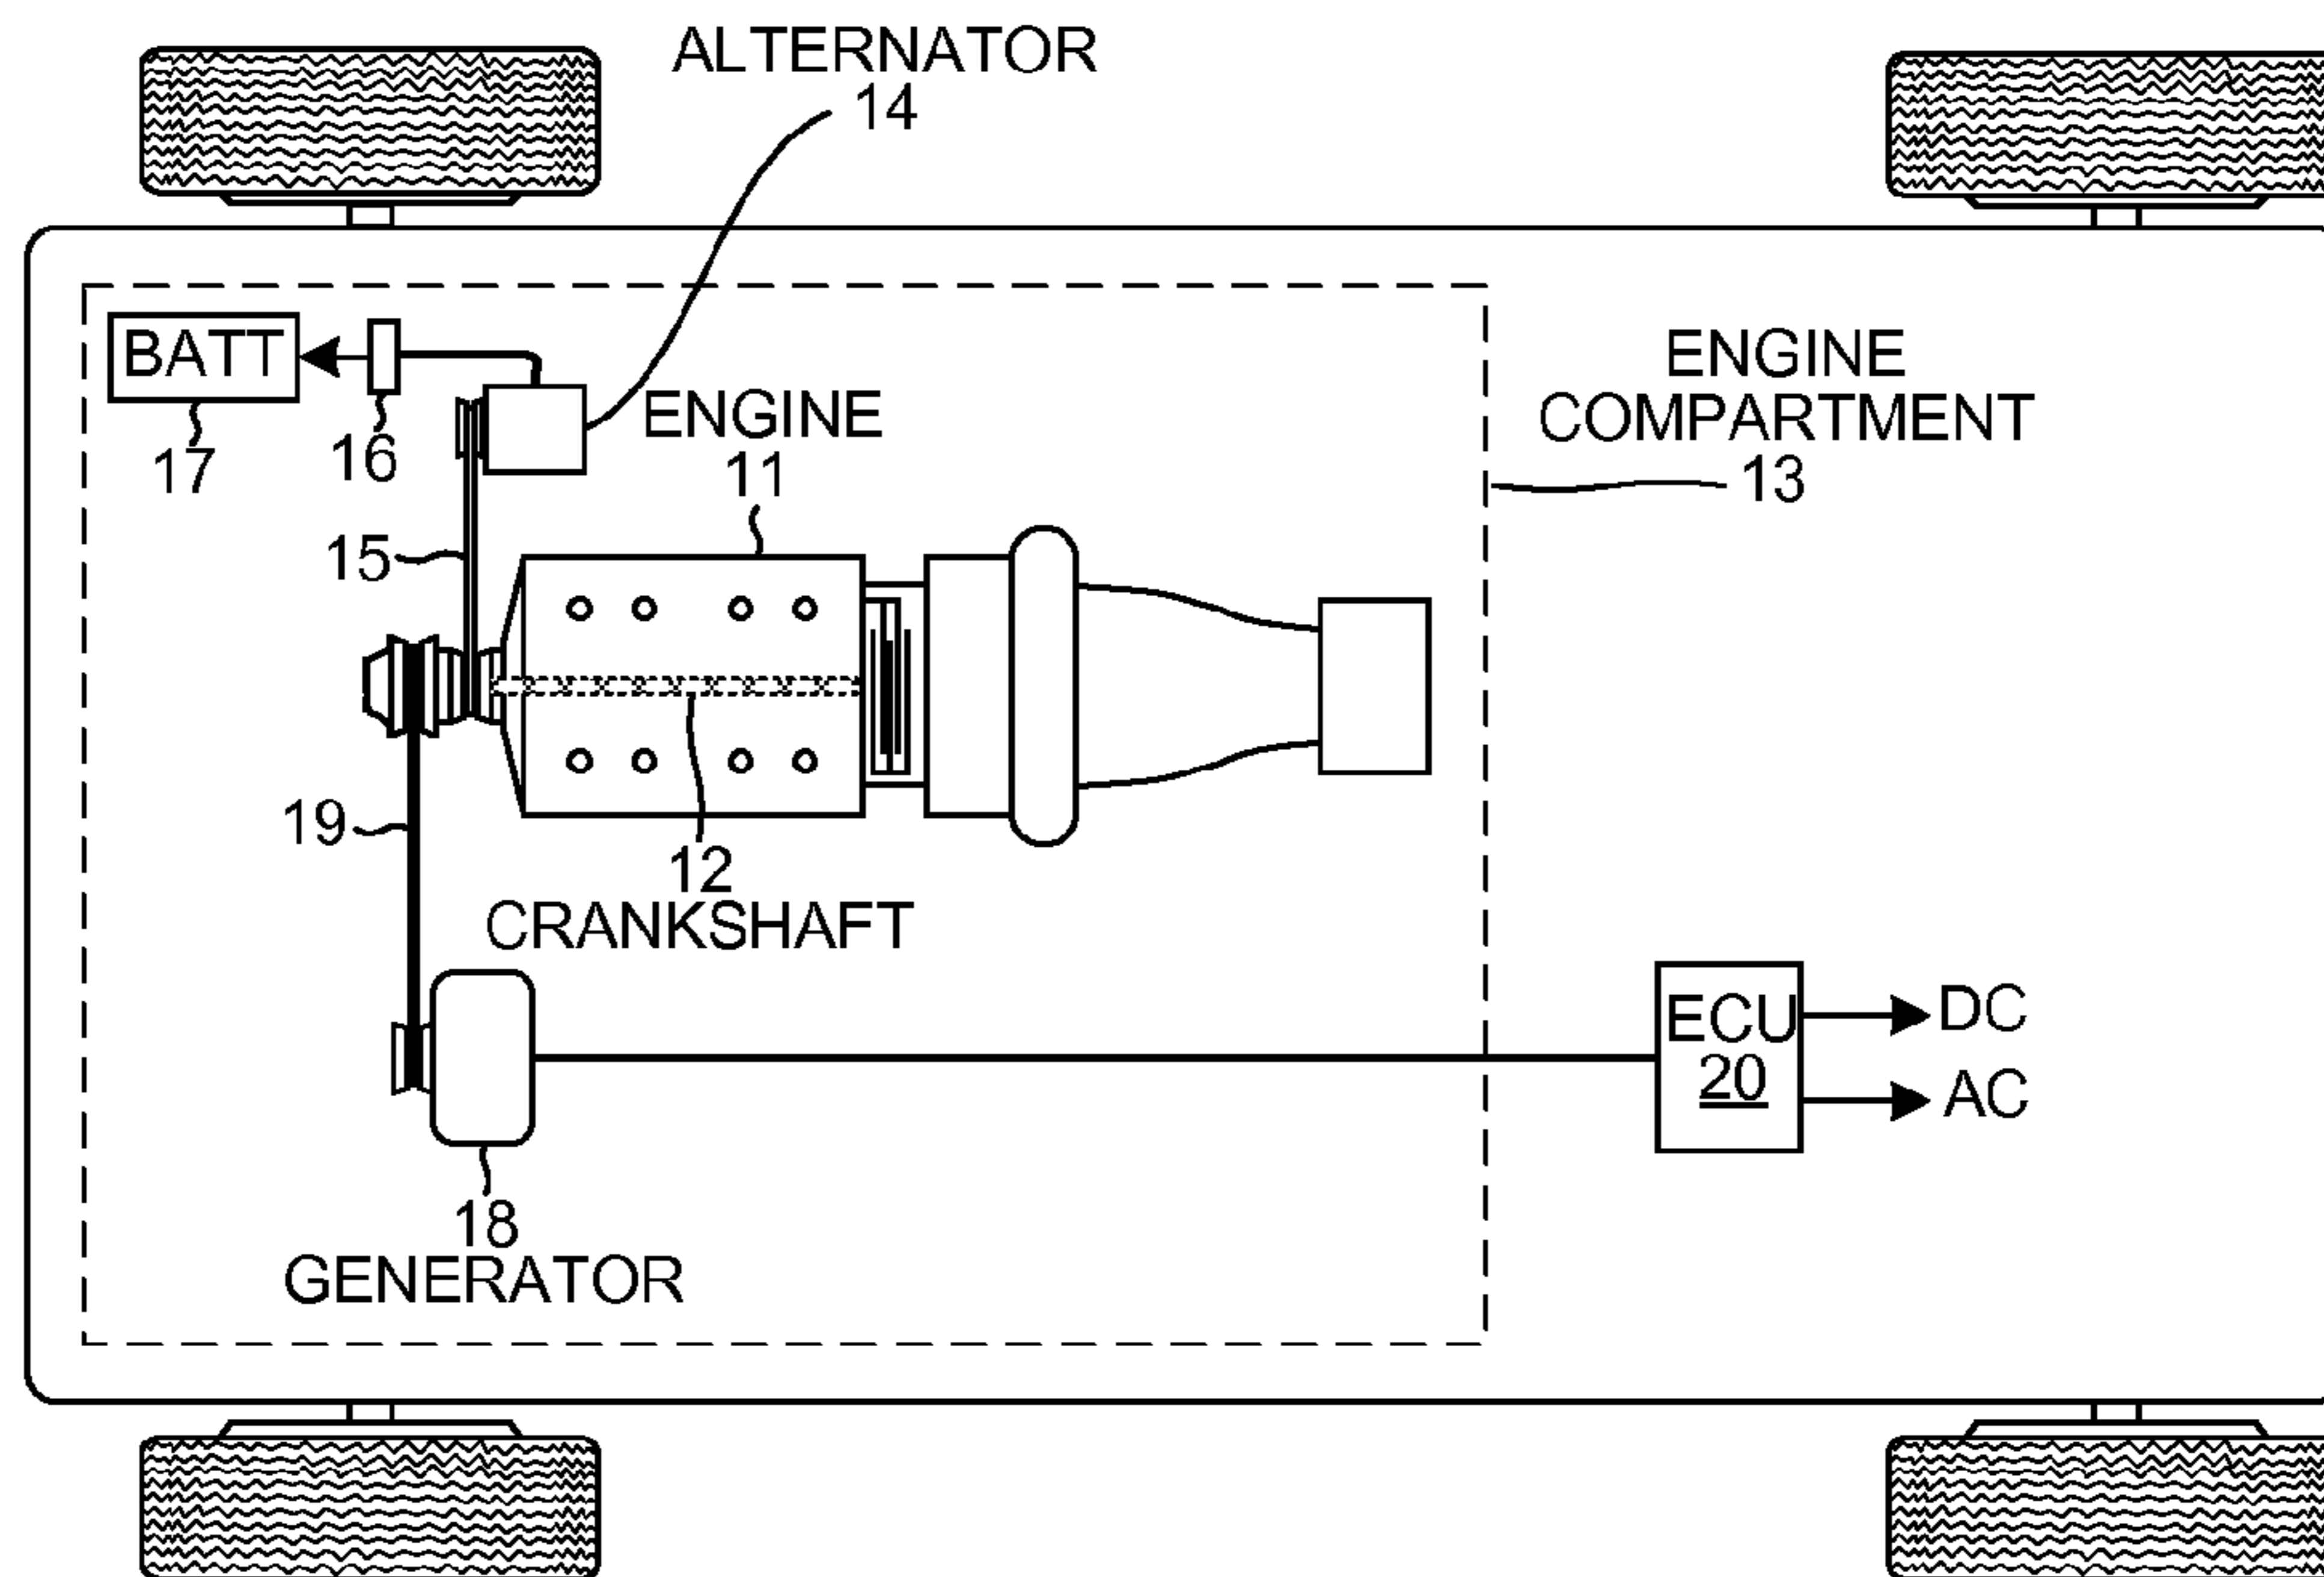 ALTERNATOR
14
BATT
17
16
ENGINE
11
ENGINE
COMPARTMENT
13
15
19
12
CRANKSHAFT
18
GENERATOR
ECU
20
DC
AC